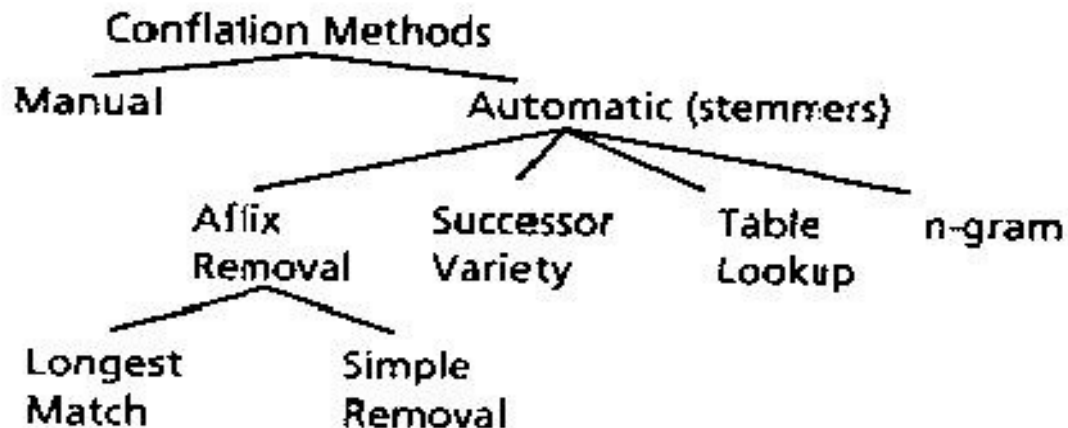 Conflation Methods
Manual
Automatic (stemmers)
Affix
Removal
Successor
Variety
Table
Lookup
n-gram
Longest
Match
Simple
Removal